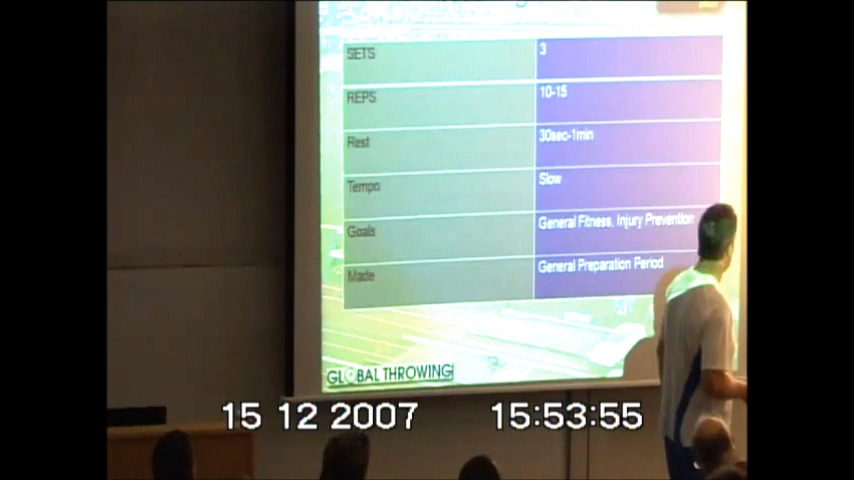 SETS 3
REPS 10-15
Rest 30sec-1min
Tempo Slow
Goals General Fitness, Injury Prevention
Made General Preparation Period
GLOBAL THROWING
15 12 2007 15:53:55